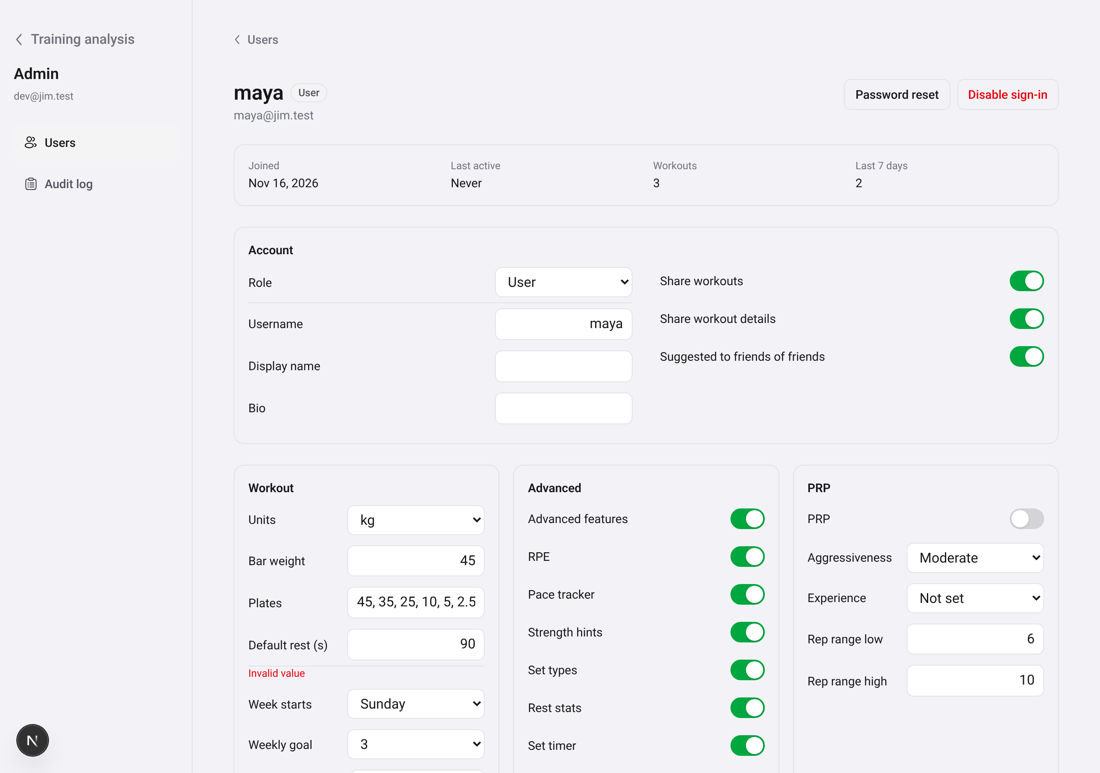 Training analysis
Admin
dev@jim.test
Users
Audit log
Users
maya User
maya@jim.test
Password reset
Disable sign-in
Joined
Nov 16, 2026
Last active
Never
Workouts
3
Last 7 days
2
Account
Role User
Username maya
Display name
Bio
Share workouts
Share workout details
Suggested to friends of friends
Workout
Units kg
Bar weight 45
Plates 45, 35, 25, 10, 5, 2.5
Default rest (s) 90
Invalid value
Week starts Sunday
Weekly goal 3
Advanced
Advanced features
RPE
Pace tracker
Strength hints
Set types
Rest stats
Set timer
PRP
PRP
Aggressiveness Moderate
Experience Not set
Rep range low 6
Rep range high 10
N